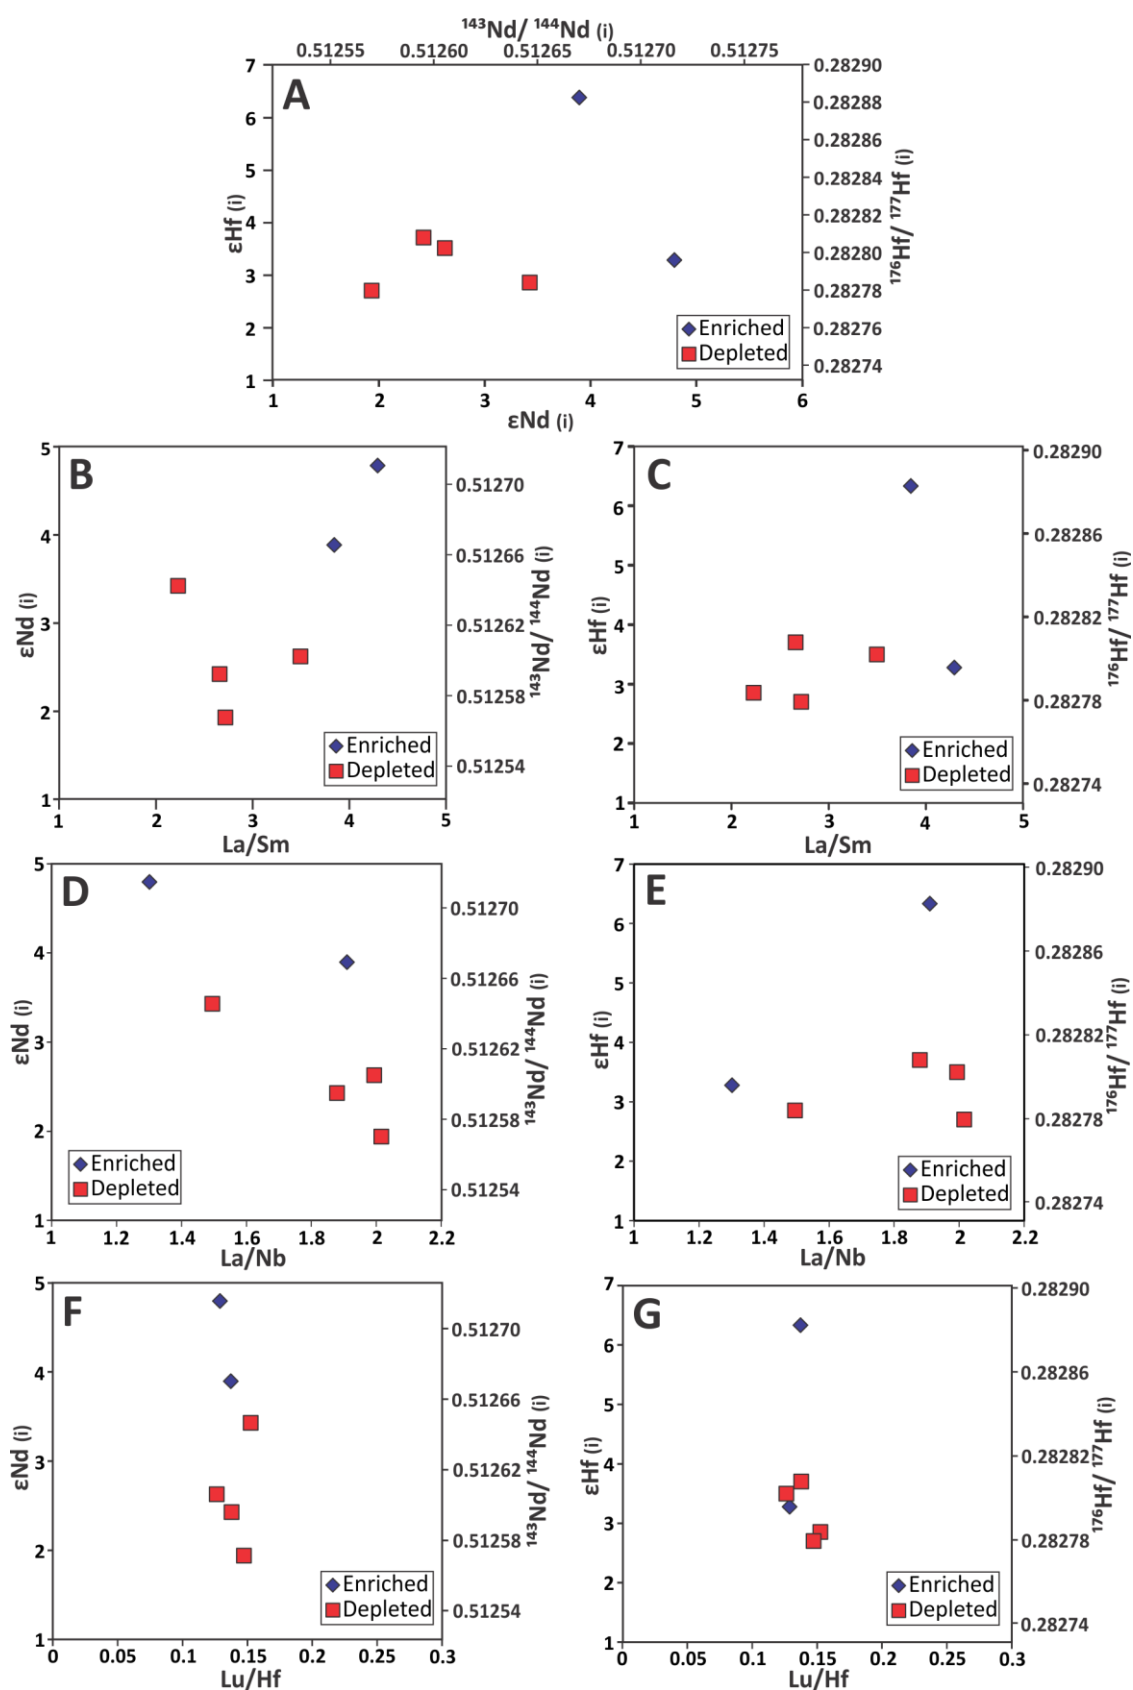 ¹⁴³Nd/ ¹⁴⁴Nd (i)
0.51255 0.51260 0.51265 0.51270 0.51275
A
7
6
5
4
3
2
1
εHf (i)
0.28290
0.28288
0.28286
0.28284
0.28282
0.28280
0.28278
0.28276
0.28274
¹⁷⁶Hf/ ¹⁷⁷Hf (i)
Enriched
Depleted
1 2 3 4 5 6
εNd (i)
B
5
4
3
2
1
εNd (i)
0.51270
0.51266
0.51262
0.51258
0.51254
¹⁴³Nd/ ¹⁴⁴Nd (i)
Enriched
Depleted
1 2 3 4 5
La/Sm
C
7
6
5
4
3
2
1
εHf (i)
0.28290
0.28286
0.28282
0.28278
0.28274
¹⁷⁶Hf/ ¹⁷⁷Hf (i)
Enriched
Depleted
1 2 3 4 5
La/Sm
D
5
4
3
2
1
εNd (i)
0.51270
0.51266
0.51262
0.51258
0.51254
¹⁴³Nd/ ¹⁴⁴Nd (i)
Enriched
Depleted
1 1.2 1.4 1.6 1.8 2 2.2
La/Nb
E
7
6
5
4
3
2
1
εHf (i)
0.28290
0.28286
0.28282
0.28278
0.28274
¹⁷⁶Hf/ ¹⁷⁷Hf (i)
Enriched
Depleted
1 1.2 1.4 1.6 1.8 2 2.2
La/Nb
F
5
4
3
2
1
εNd (i)
0.51270
0.51266
0.51262
0.51258
0.51254
¹⁴³Nd/ ¹⁴⁴Nd (i)
Enriched
Depleted
0 0.05 0.1 0.15 0.2 0.25 0.3
Lu/Hf
G
7
6
5
4
3
2
1
εHf (i)
0.28290
0.28286
0.28282
0.28278
0.28274
¹⁷⁶Hf/ ¹⁷⁷Hf (i)
Enriched
Depleted
0 0.05 0.1 0.15 0.2 0.25 0.3
Lu/Hf